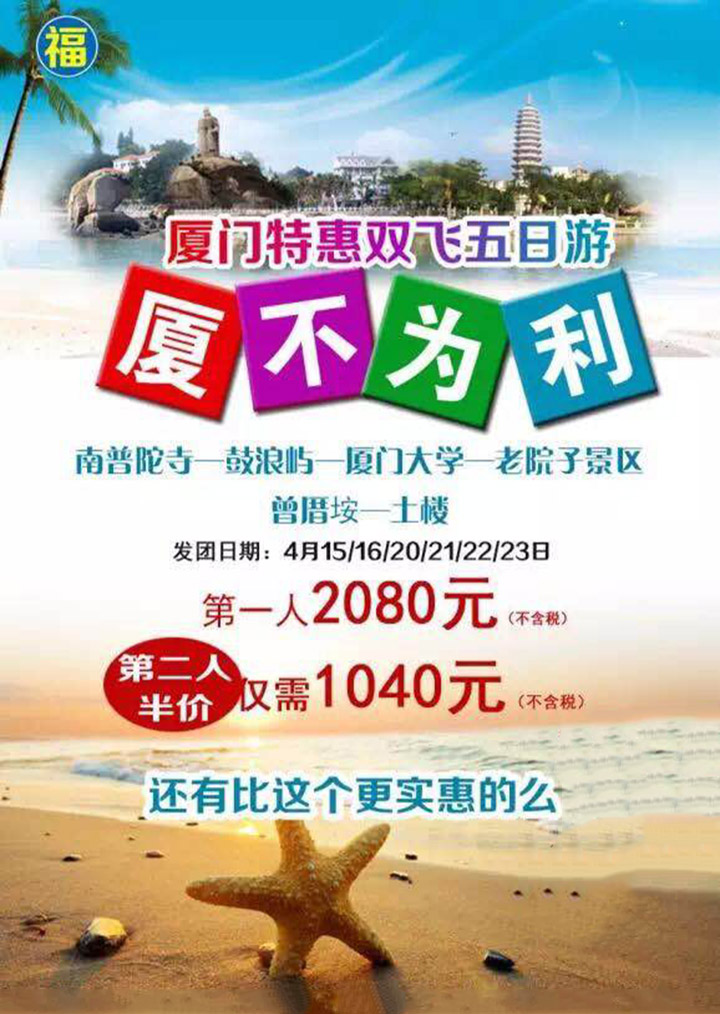 福
厦门特惠双飞五日游
厦不为利
南普陀寺—鼓浪屿—厦门大学—老院子景区
曾厝垵—土楼
发团日期：4月15/16/20/21/22/23日
第一人2080元（不含税）
第二人
半价
仅需1040元（不含税）
还有比这个更实惠的么